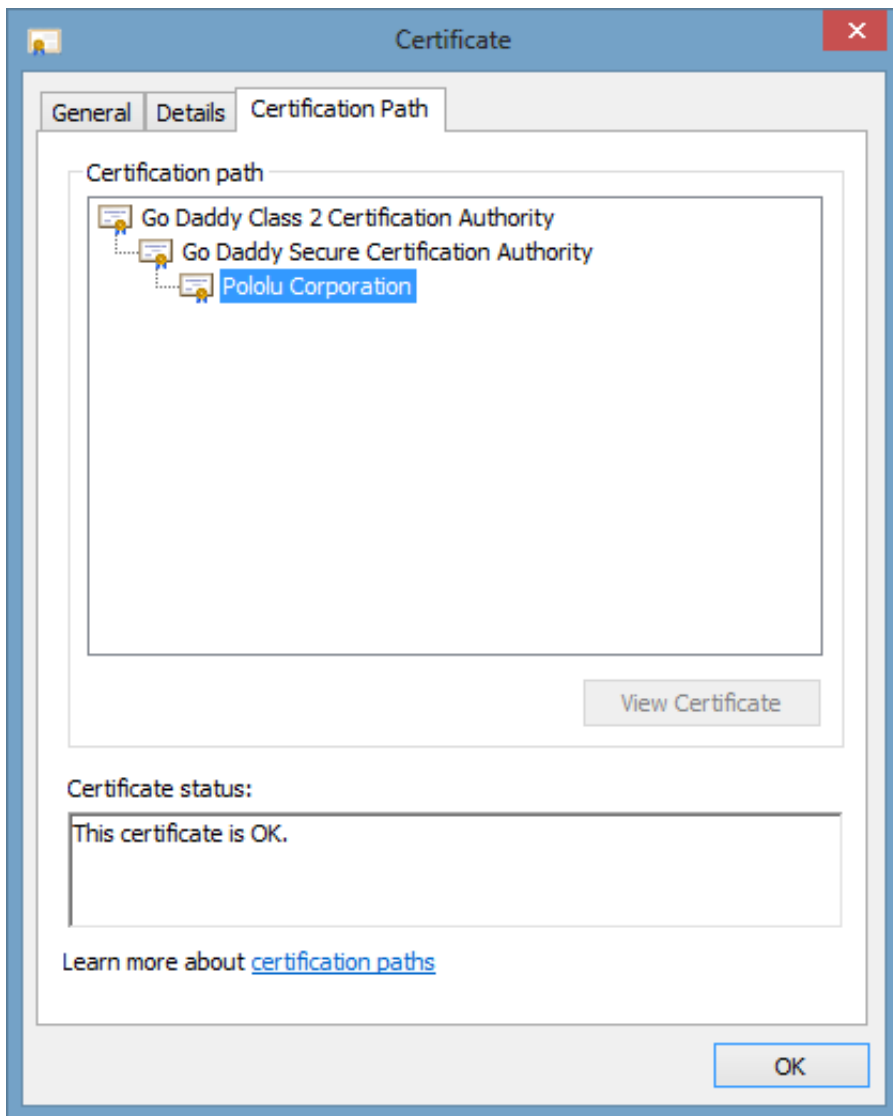 Certificate
General Details Certification Path
Certification path
Go Daddy Class 2 Certification Authority
Go Daddy Secure Certification Authority
Pololu Corporation
View Certificate
Certificate status:
This certificate is OK.
Learn more about certification paths
OK